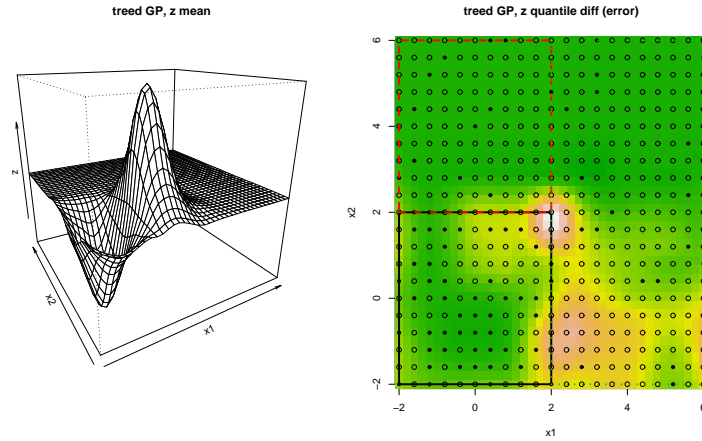 treed GP, z mean
z
x2
x1
treed GP, z quantile diff (error)
6
4
2
0
−2
x2
−2
0
2
4
6
x1